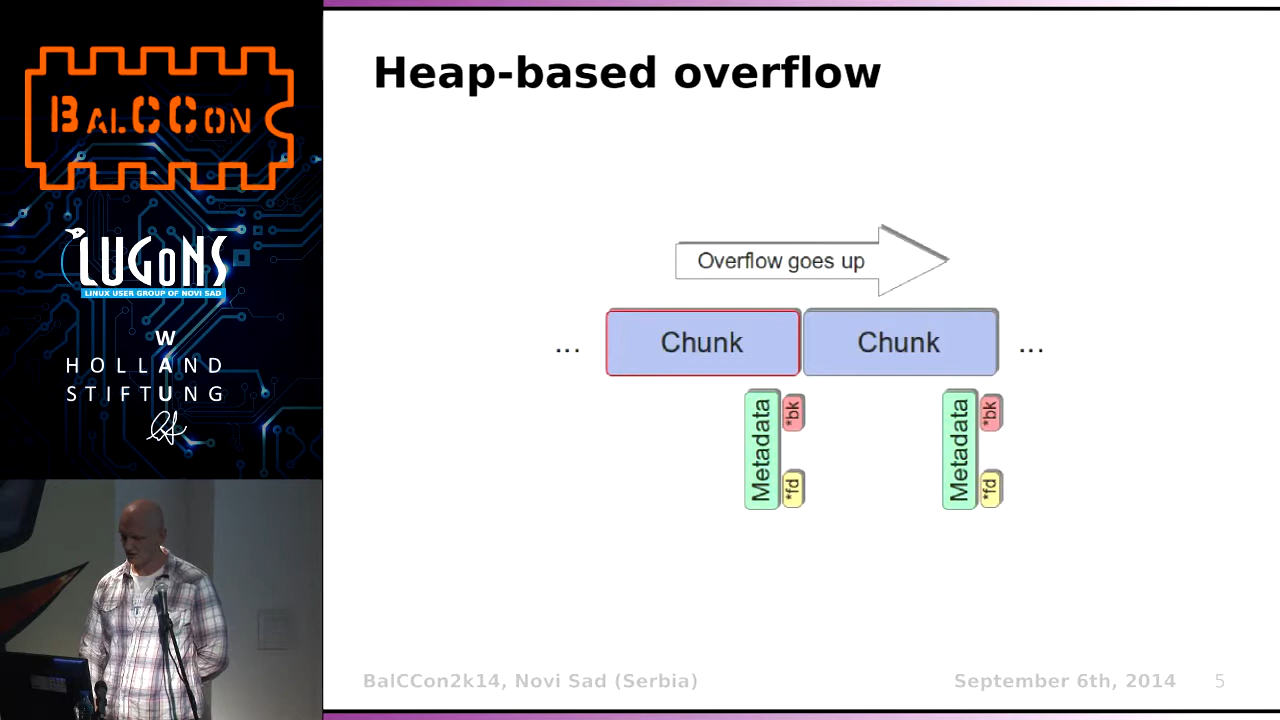 BALCCON
LUGoNS
LINUX USER GROUP OF NOVI SAD
W
HOLLAND
STIFTUNG
Heap-based overflow
Overflow goes up
... Chunk Chunk ...
Metadata *bk *fd Metadata *bk *fd
BalCCon2k14, Novi Sad (Serbia) September 6th, 2014 5